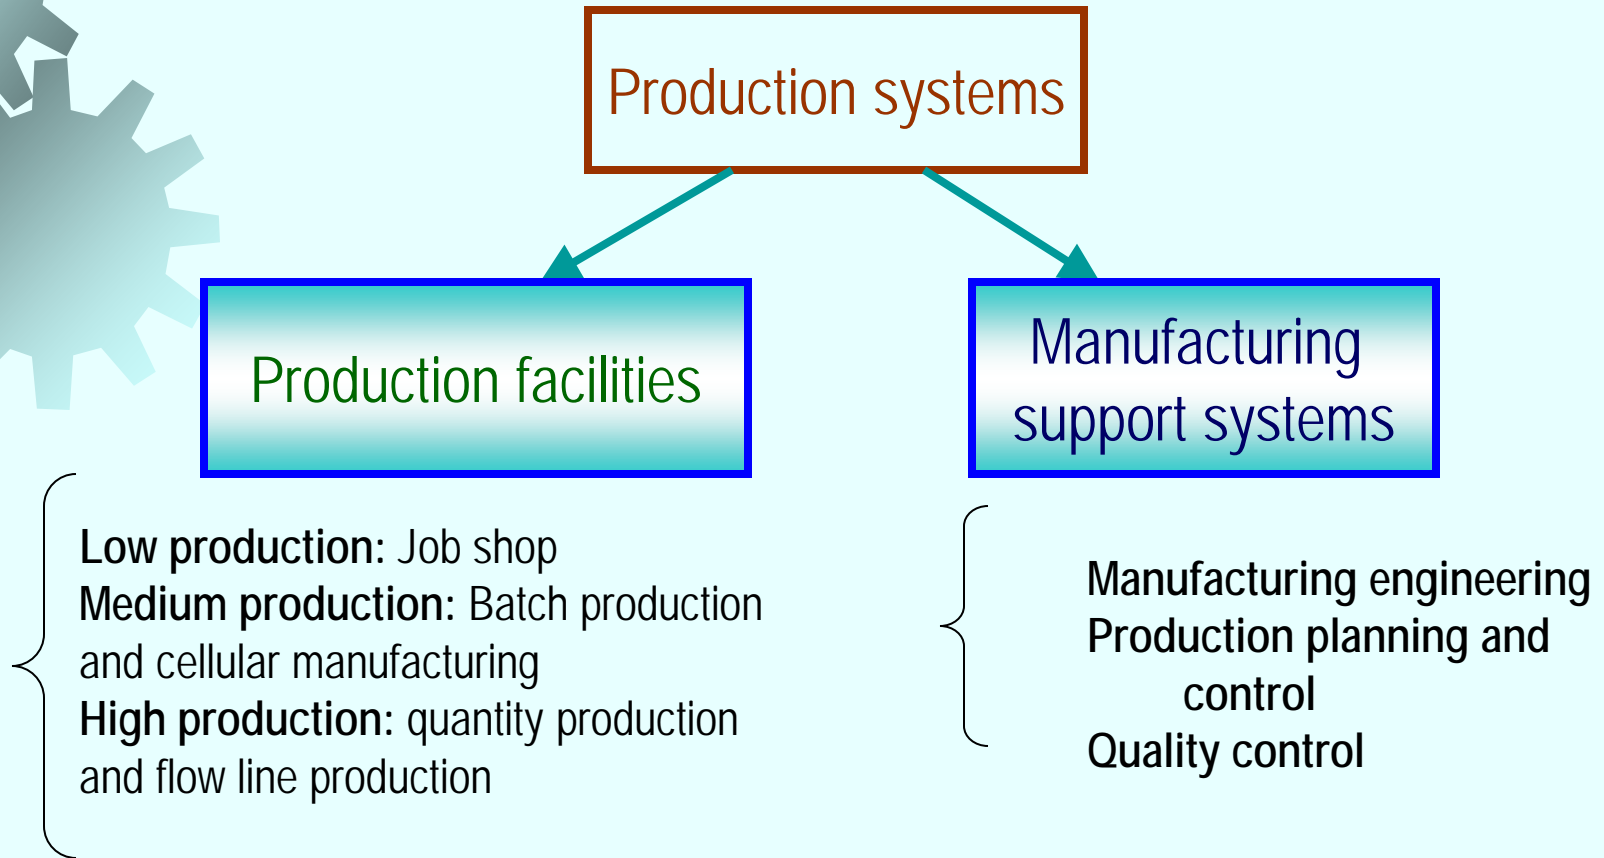 Production systems
Production facilities
Manufacturing
support systems
Low production: Job shop
Medium production: Batch production
and cellular manufacturing
High production: quantity production
and flow line production
Manufacturing engineering
Production planning and
control
Quality control